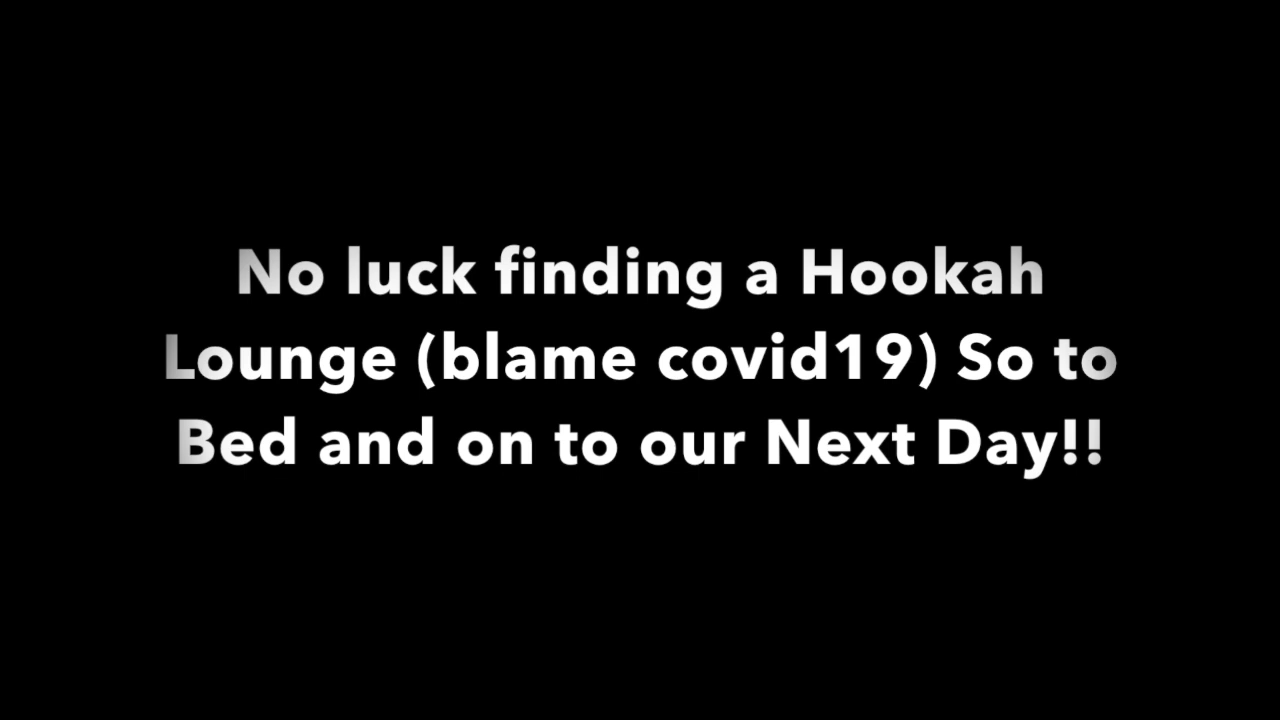 No luck finding a Hookah
Lounge (blame covid19) So to
Bed and on to our Next Day!!